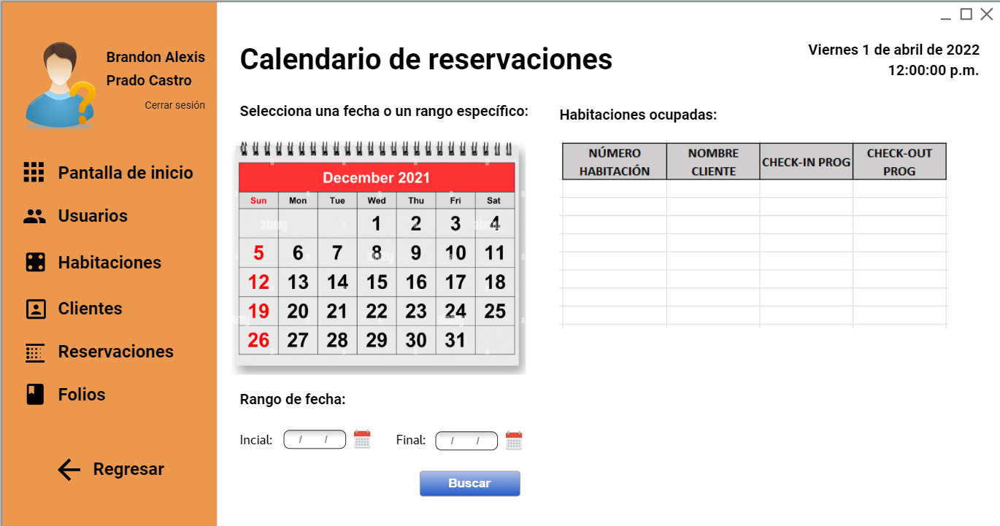 Brandon Alexis
Prado Castro
Cerrar sesión
Pantalla de inicio
Usuarios
Habitaciones
Clientes
Reservaciones
Folios
Regresar
Calendario de reservaciones
Viernes 1 de abril de 2022
12:00:00 p.m.
Selecciona una fecha o un rango específico:
December 2021
Sun Mon Tue Wed Thu Fri Sat
1 2 3 4
5 6 7 8 9 10 11
12 13 14 15 16 17 18
19 20 21 22 23 24 25
26 27 28 29 30 31
Rango de fecha:
Incial: / / Final: / /
Buscar
Habitaciones ocupadas:
NÚMERO HABITACIÓN NOMBRE CLIENTE CHECK-IN PROG CHECK-OUT PROG